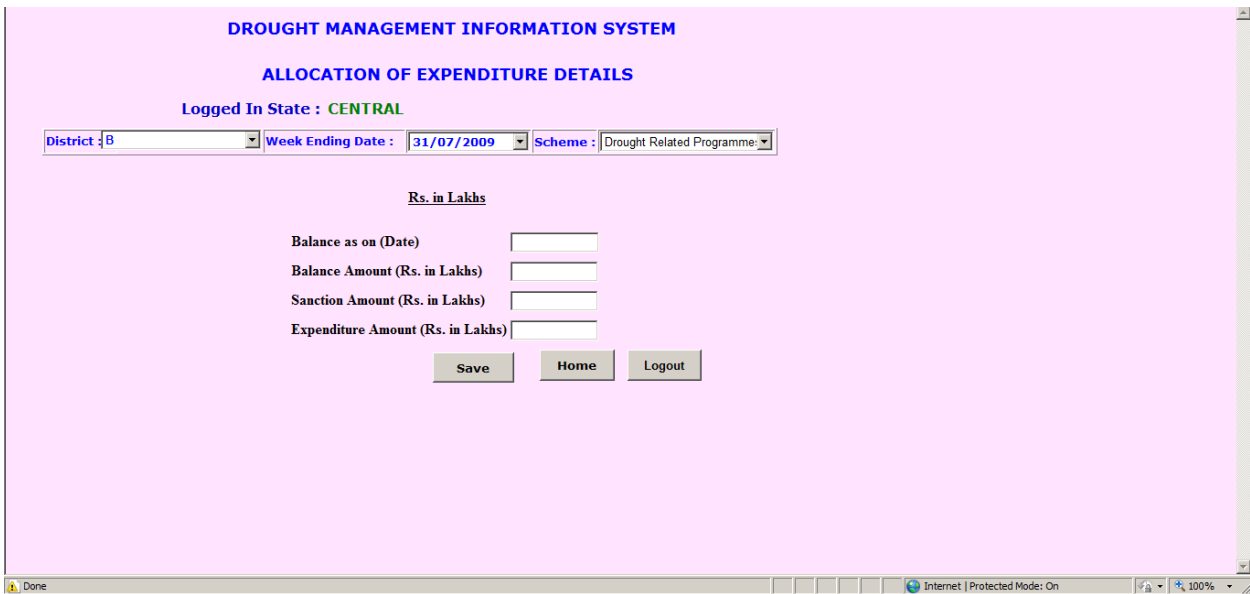 DROUGHT MANAGEMENT INFORMATION SYSTEM
ALLOCATION OF EXPENDITURE DETAILS
Logged In State : CENTRAL
District : B Week Ending Date : 31/07/2009 Scheme : Drought Related Programme
Rs. in Lakhs
Balance as on (Date)
Balance Amount (Rs. in Lakhs)
Sanction Amount (Rs. in Lakhs)
Expenditure Amount (Rs. in Lakhs)
Save Home Logout
Done Internet | Protected Mode: On 100%